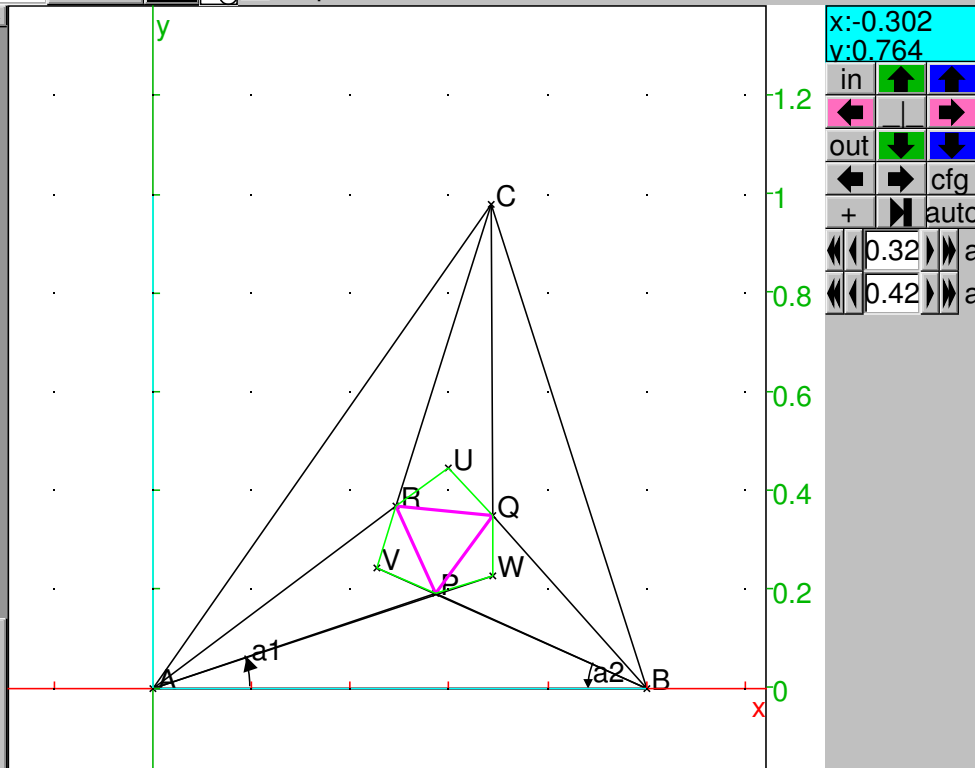 y
x:-0.302
y:0.764
in
_|_
out
cfg
+
auto
0.32
a
0.42
a
1.2
1
0.8
0.6
0.4
0.2
0
x
C
U
R
Q
V
W
P
a1
a2
A
B